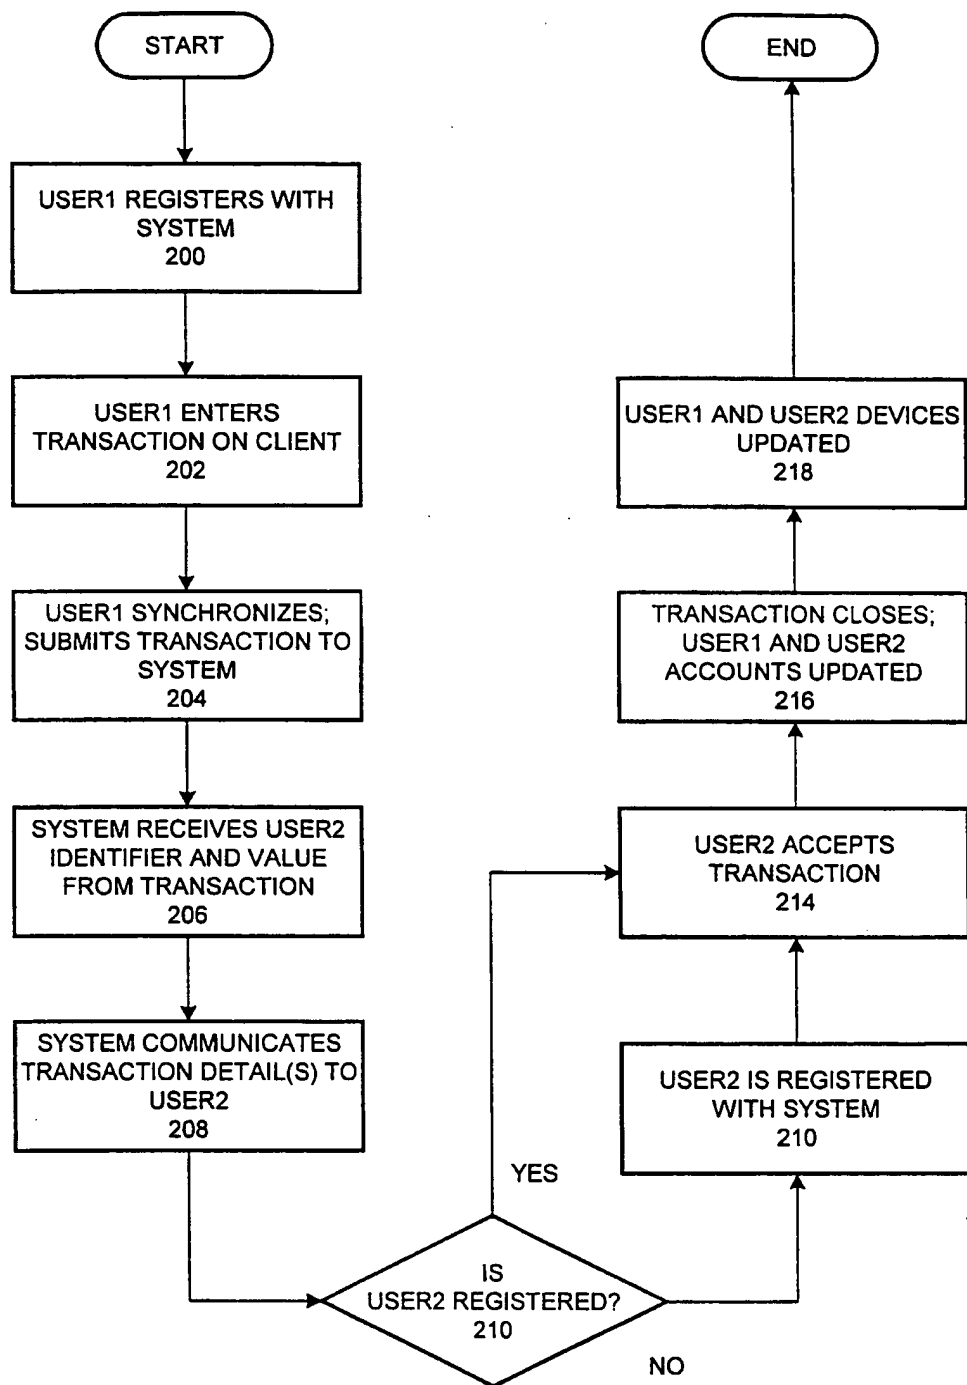 START
USER1 REGISTERS WITH
SYSTEM
200
USER1 ENTERS
TRANSACTION ON CLIENT
202
USER1 SYNCHRONIZES;
SUBMITS TRANSACTION TO
SYSTEM
204
SYSTEM RECEIVES USER2
IDENTIFIER AND VALUE
FROM TRANSACTION
206
SYSTEM COMMUNICATES
TRANSACTION DETAIL(S) TO
USER2
208
IS
USER2 REGISTERED?
210
YES
NO
USER2 IS REGISTERED
WITH SYSTEM
210
USER2 ACCEPTS
TRANSACTION
214
TRANSACTION CLOSES;
USER1 AND USER2
ACCOUNTS UPDATED
216
USER1 AND USER2 DEVICES
UPDATED
218
END